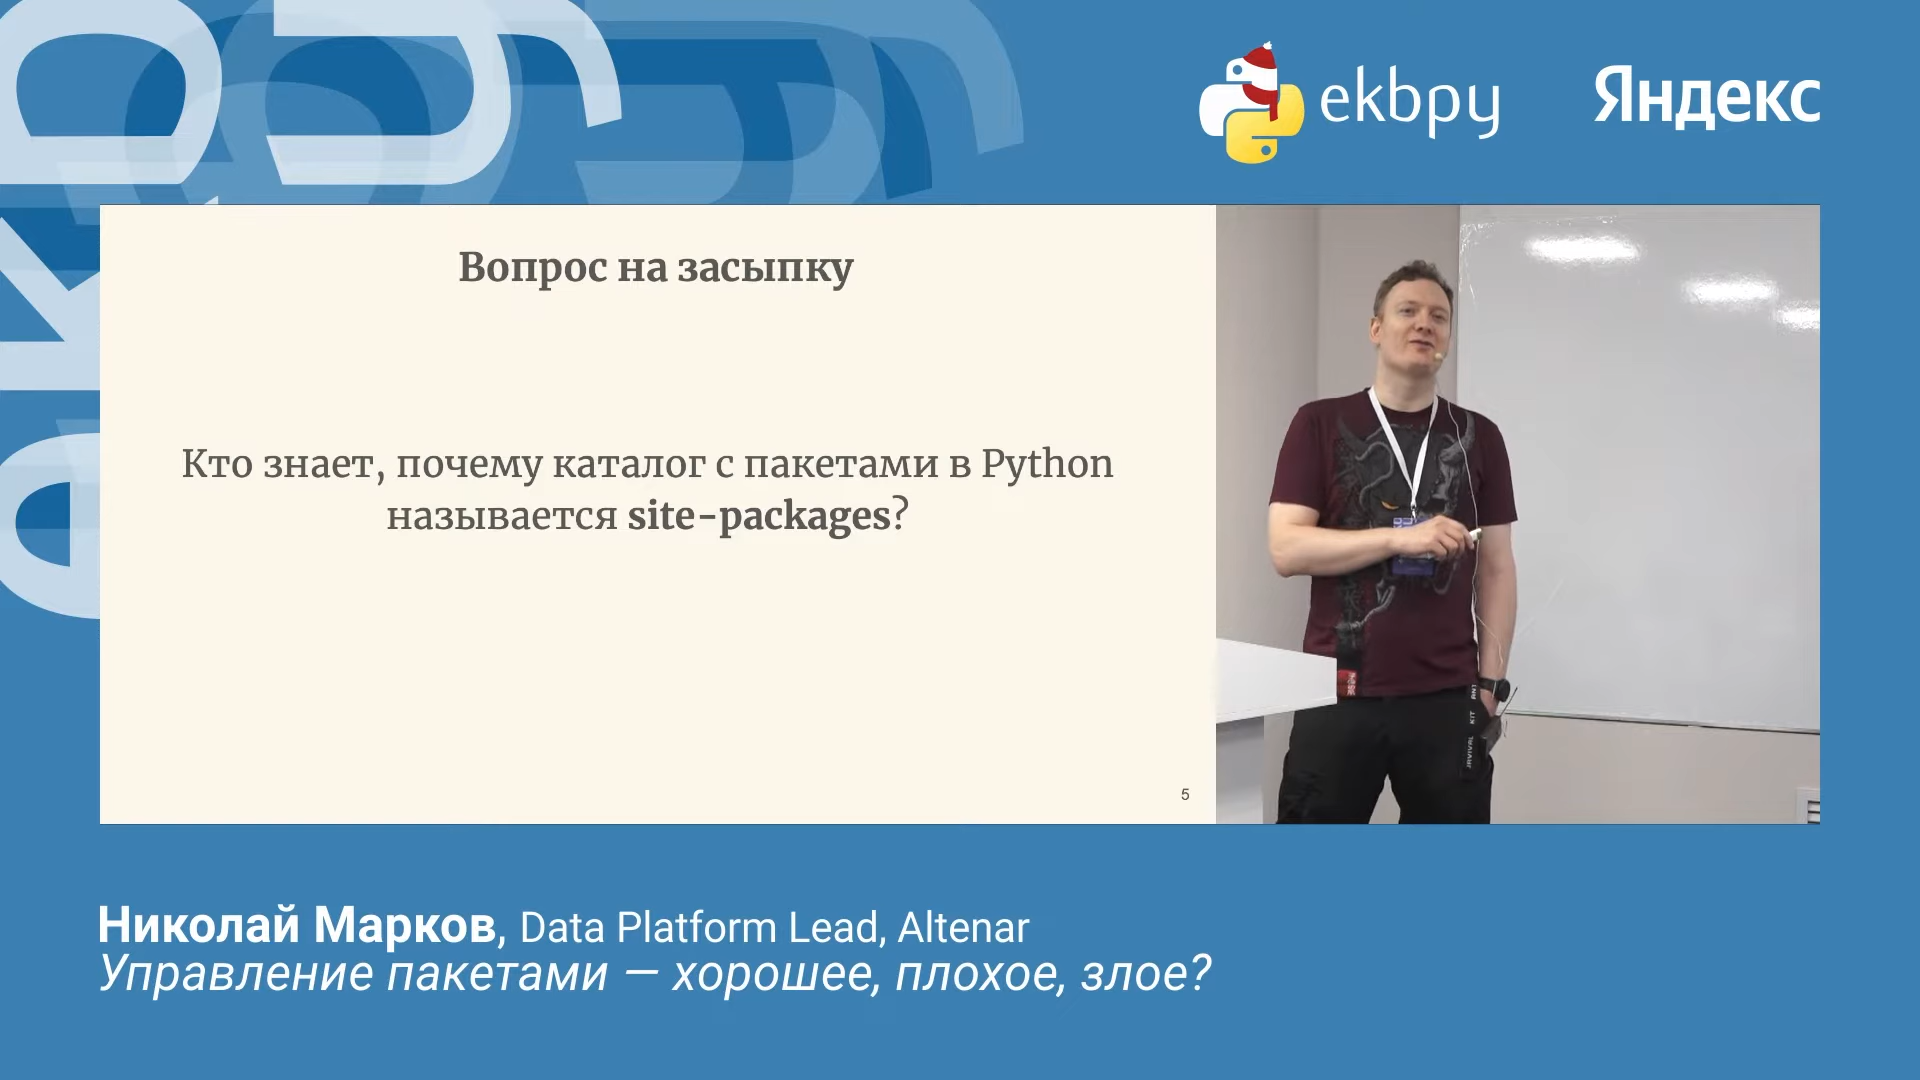 ekbpy
Яндекс
Вопрос на засыпку
Кто знает, почему каталог с пакетами в Python
называется site-packages?
5
Николай Марков, Data Platform Lead, Altenar
Управление пакетами — хорошее, плохое, злое?